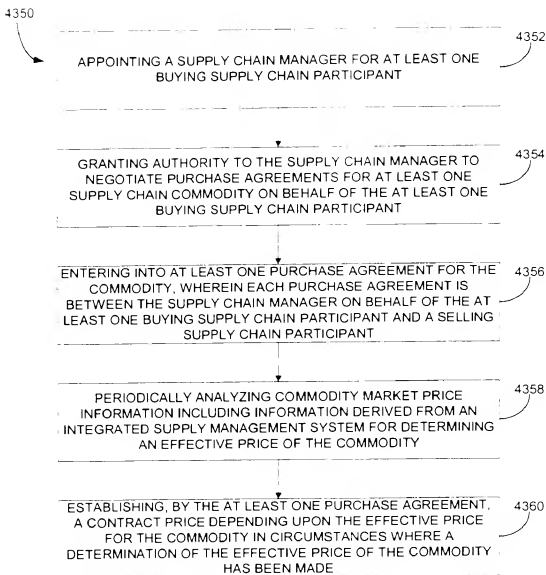 4350
4352
APPOINTING A SUPPLY CHAIN MANAGER FOR AT LEAST ONE
BUYING SUPPLY CHAIN PARTICIPANT
4354
GRANTING AUTHORITY TO THE SUPPLY CHAIN MANAGER TO
NEGOTIATE PURCHASE AGREEMENTS FOR AT LEAST ONE
SUPPLY CHAIN COMMODITY ON BEHALF OF THE AT LEAST ONE
BUYING SUPPLY CHAIN PARTICIPANT
4356
ENTERING INTO AT LEAST ONE PURCHASE AGREEMENT FOR THE
COMMODITY, WHEREIN EACH PURCHASE AGREEMENT IS
BETWEEN THE SUPPLY CHAIN MANAGER ON BEHALF OF THE AT
LEAST ONE BUYING SUPPLY CHAIN PARTICIPANT AND A SELLING
SUPPLY CHAIN PARTICIPANT
4358
PERIODICALLY ANALYZING COMMODITY MARKET PRICE
INFORMATION INCLUDING INFORMATION DERIVED FROM AN
INTEGRATED SUPPLY MANAGEMENT SYSTEM FOR DETERMINING
AN EFFECTIVE PRICE OF THE COMMODITY
4360
ESTABLISHING, BY THE AT LEAST ONE PURCHASE AGREEMENT,
A CONTRACT PRICE DEPENDING UPON THE EFFECTIVE PRICE
FOR THE COMMODITY IN CIRCUMSTANCES WHERE A
DETERMINATION OF THE EFFECTIVE PRICE OF THE COMMODITY
HAS BEEN MADE